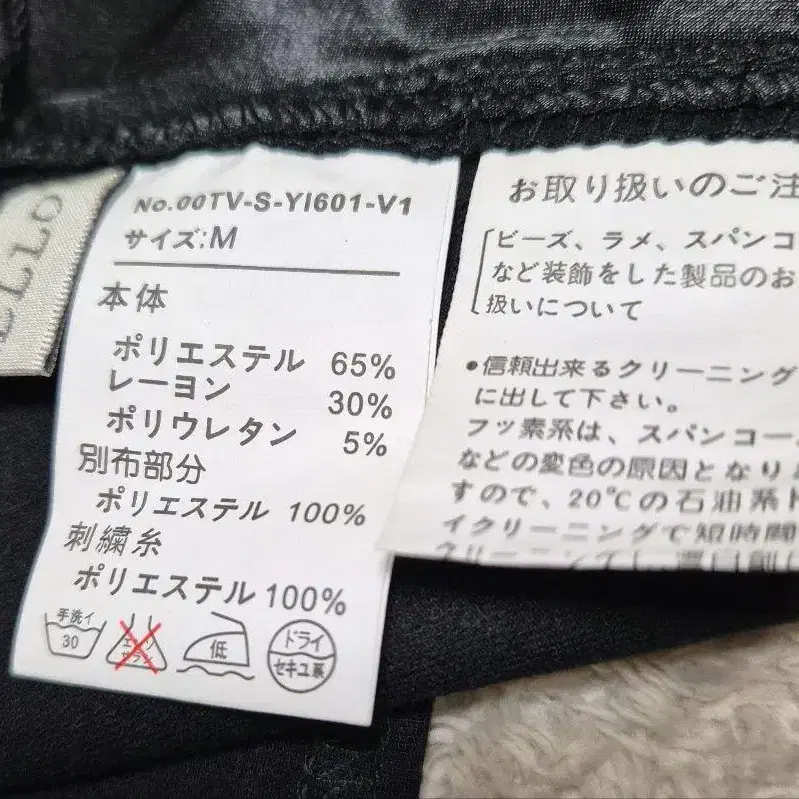 No.00TV-S-YI601-V1
サイズ:M
本体
ポリエステル 65%
レーヨン 30%
ポリウレタン 5%
別布部分
ポリエステル 100%
刺繍糸
ポリエステル 100%
手洗イ
30
低
ドライ
セキユ系
お取り扱いのご注
ビーズ、ラメ、スパンコ
など装飾をした製品のお
扱いについて
•信頼出来るクリーニング
に出して下さい。
フッ素系は、スパンコー
などの変色の原因となり
すので、20℃の石油系ド
イクリーニングで短時間